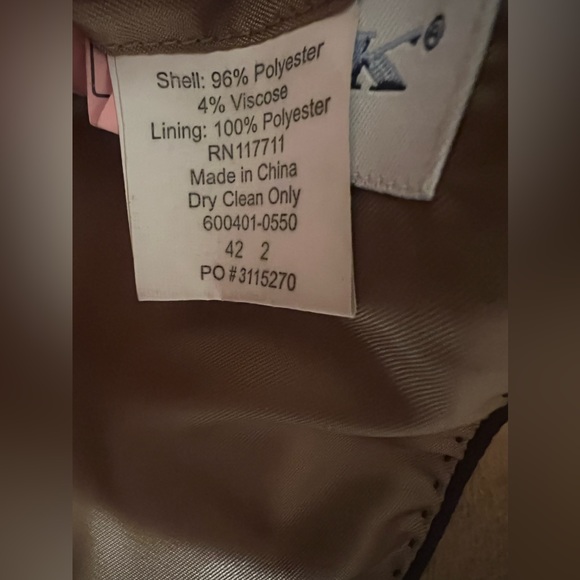 Shell: 96% Polyester
4% Viscose
Lining: 100% Polyester
RN117711
Made in China
Dry Clean Only
600401-0550
42 2
PO #3115270
K®